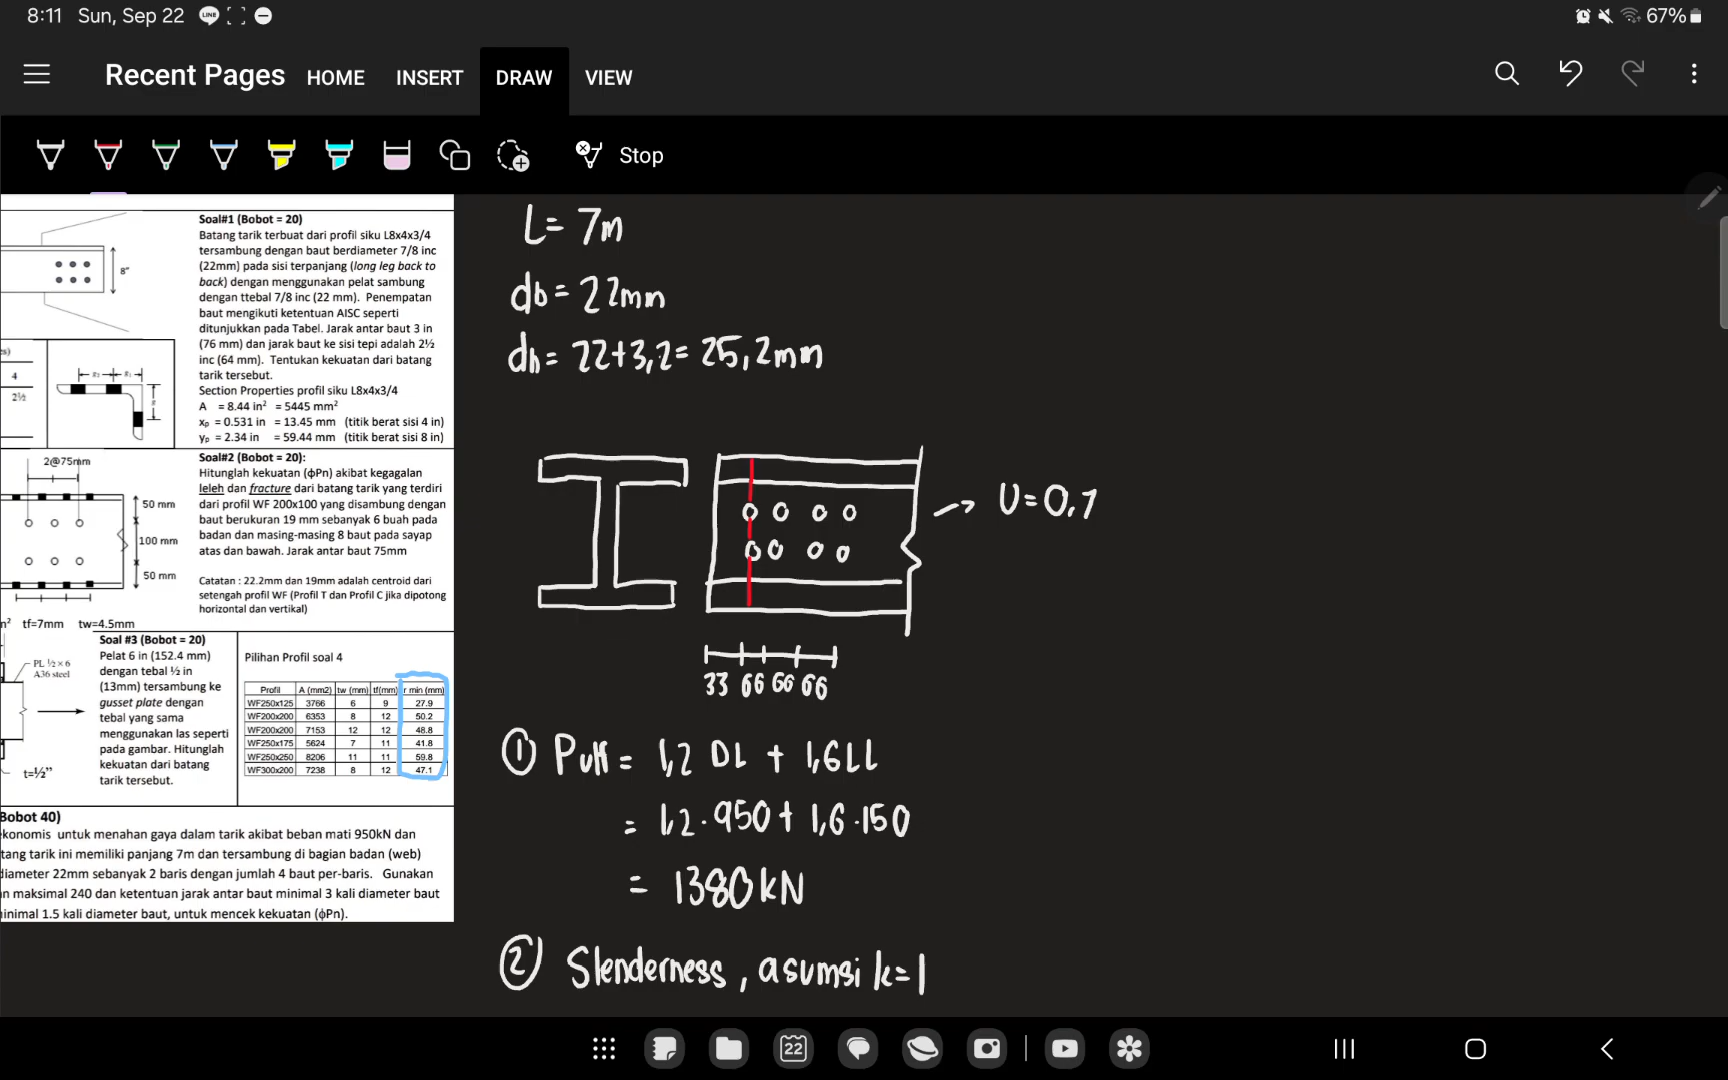 8:11 Sun, Sep 22 LINE
67%
Recent Pages HOME INSERT DRAW VIEW
Stop
8"
es)
4
2½
Soal#1 (Bobot = 20)
Batang tarik terbuat dari profil siku L8x4x3/4
tersambung dengan baut berdiameter 7/8 inc
(22mm) pada sisi terpanjang (long leg back to
back) dengan menggunakan pelat sambung
dengan ttebal 7/8 inc (22 mm). Penempatan
baut mengikuti ketentuan AISC seperti
ditunjukkan pada Tabel. Jarak antar baut 3 in
(76 mm) dan jarak baut ke sisi tepi adalah 2½
inc (64 mm). Tentukan kekuatan dari batang
tarik tersebut.
Section Properties profil siku L8x4x3/4
A = 8.44 in² = 5445 mm²
xₚ = 0.531 in = 13.45 mm (titik berat sisi 4 in)
yₚ = 2.34 in = 59.44 mm (titik berat sisi 8 in)
2@75mm
50 mm
100 mm
50 mm
n² tf=7mm tw=4.5mm
Soal#2 (Bobot = 20):
Hitunglah kekuatan (ϕPn) akibat kegagalan
leleh dan fracture dari batang tarik yang terdiri
dari profil WF 200x100 yang disambung dengan
baut berukuran 19 mm sebanyak 6 buah pada
badan dan masing-masing 8 baut pada sayap
atas dan bawah. Jarak antar baut 75mm
Catatan : 22.2mm dan 19mm adalah centroid dari
setengah profil WF (Profil T dan Profil C jika dipotong
horizontal dan vertikal)
PL ½ × 6
A36 steel
t=½"
Soal #3 (Bobot = 20)
Pelat 6 in (152.4 mm)
dengan tebal ½ in
(13mm) tersambung ke
gusset plate dengan
tebal yang sama
menggunakan las seperti
pada gambar. Hitunglah
kekuatan dari batang
tarik tersebut.
Pilihan Profil soal 4
Profil A (mm2) tw (mm) tf(mm) r min (mm)
WF250x125 3766 6 9 27.9
WF200x200 6353 8 12 50.2
WF200x200 7153 12 12 48.8
WF250x175 5624 7 11 41.8
WF250x250 8206 11 11 59.8
WF300x200 7238 8 12 47.1
Bobot 40)
konomis untuk menahan gaya dalam tarik akibat beban mati 950kN dan
tang tarik ini memiliki panjang 7m dan tersambung di bagian badan (web)
diameter 22mm sebanyak 2 baris dengan jumlah 4 baut per-baris. Gunakan
n maksimal 240 dan ketentuan jarak antar baut minimal 3 kali diameter baut
inimal 1.5 kali diameter baut, untuk mencek kekuatan (ϕPn).
L = 7m
db = 22mm
dh = 22+3,2 = 25,2mm
U = 0,7
33 66 66 66
① Pult = 1,2 DL + 1,6LL
= 1,2 . 950 + 1,6 . 150
= 1380 kN
② Slenderness, asumsi k=1
22